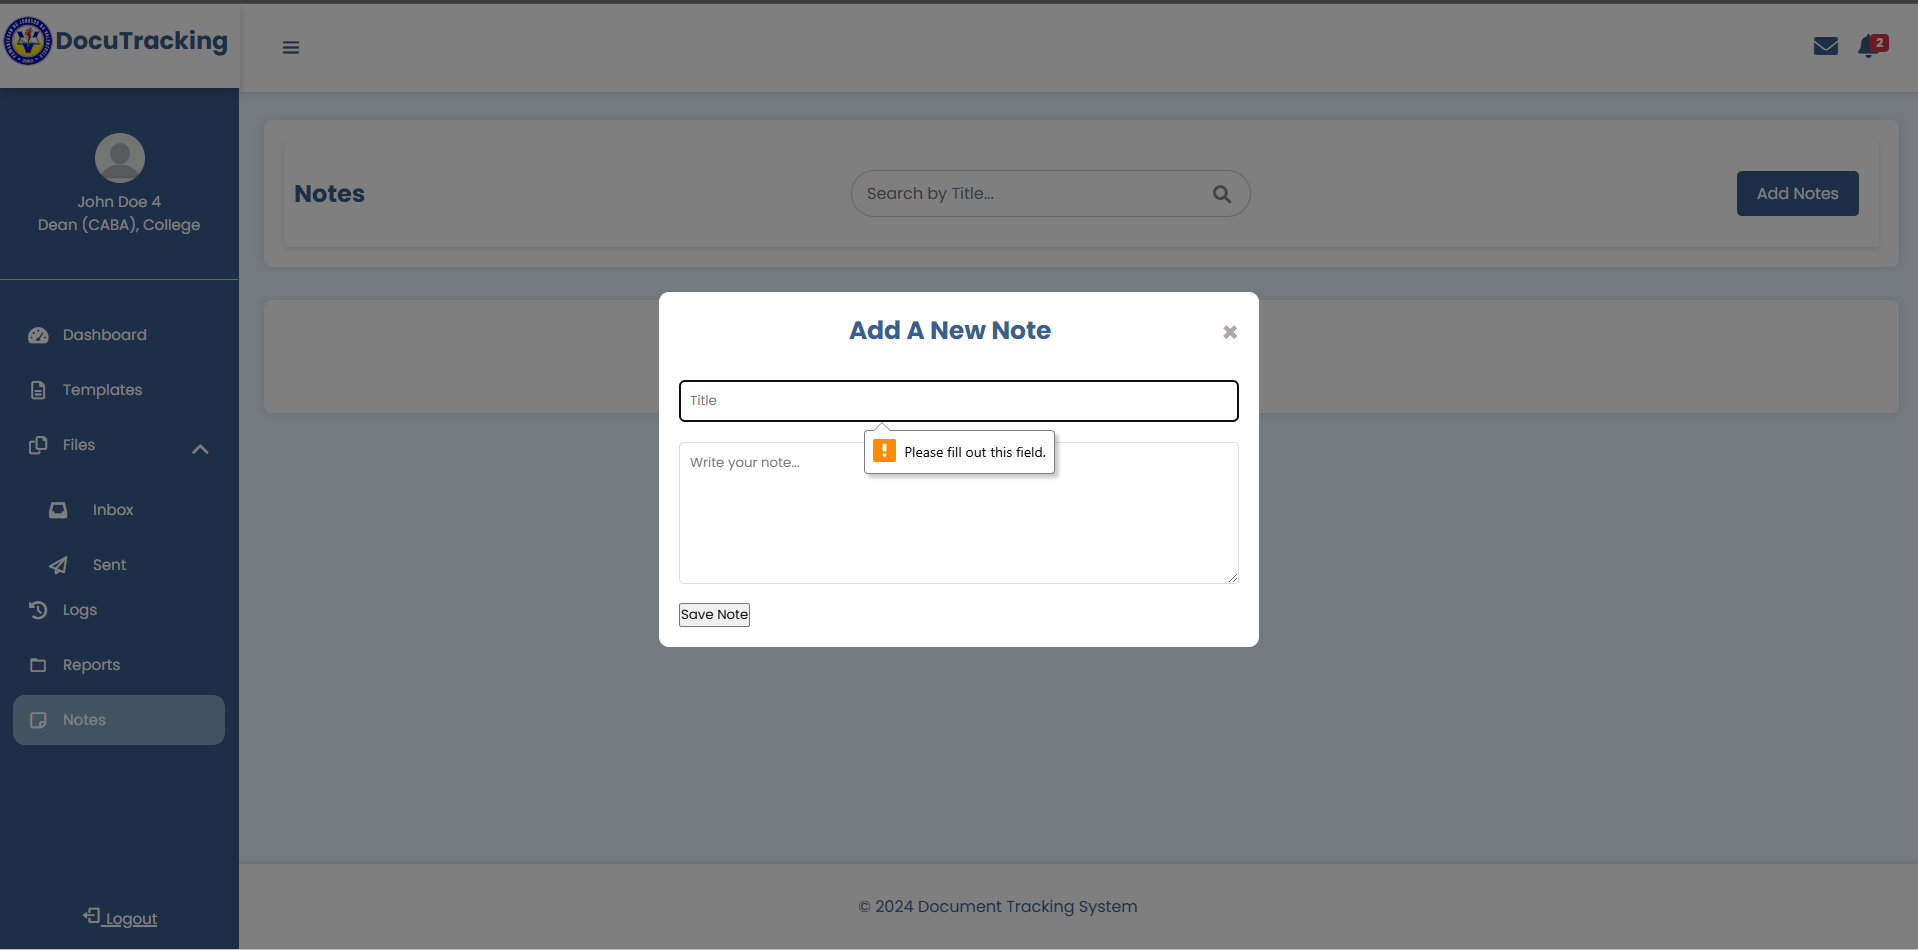 DocuTracking
2
John Doe 4
Dean (CABA), College
Notes
Search by Title...
Add Notes
Dashboard
Templates
Files
Inbox
Sent
Logs
Reports
Notes
Logout
Add A New Note
Title
Please fill out this field.
Write your note...
Save Note
© 2024 Document Tracking System